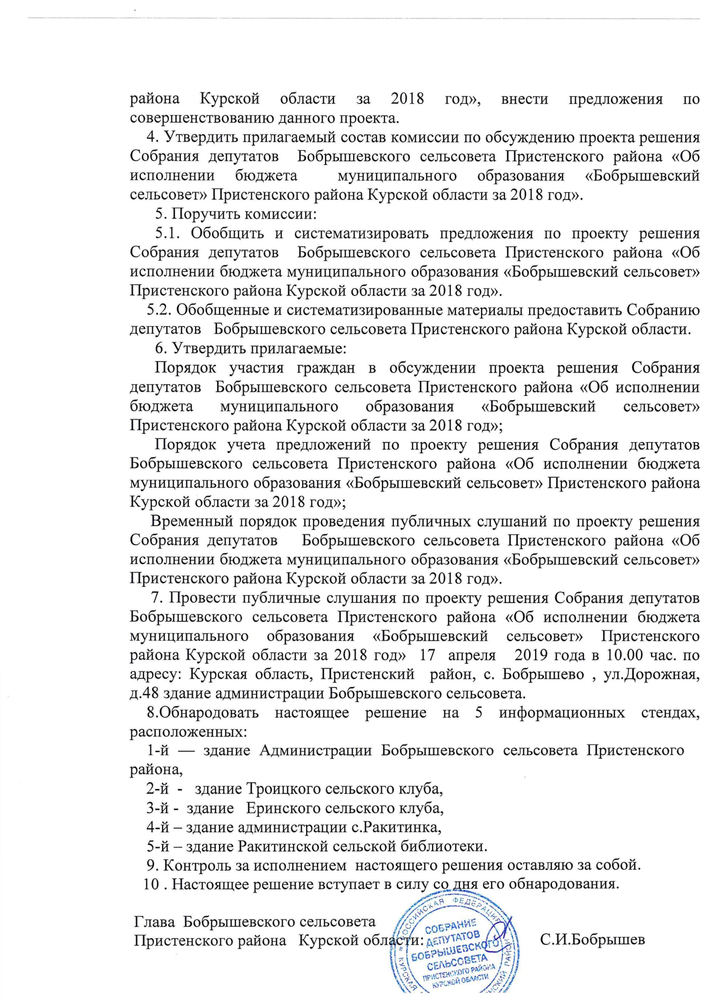 района Курской области за 2018 год», внести предложения по
совершенствованию данного проекта.
4. Утвердить прилагаемый состав комиссии по обсуждению проекта решения
Собрания депутатов Бобрышевского сельсовета Пристенского района «Об
исполнении бюджета муниципального образования «Бобрышевский
сельсовет» Пристенского района Курской области за 2018 год».
5. Поручить комиссии:
5.1. Обобщить и систематизировать предложения по проекту решения
Собрания депутатов Бобрышевского сельсовета Пристенского района «Об
исполнении бюджета муниципального образования «Бобрышевский сельсовет»
Пристенского района Курской области за 2018 год».
5.2. Обобщенные и систематизированные материалы предоставить Собранию
депутатов Бобрышевского сельсовета Пристенского района Курской области.
6. Утвердить прилагаемые:
Порядок участия граждан в обсуждении проекта решения Собрания
депутатов Бобрышевского сельсовета Пристенского района «Об исполнении
бюджета муниципального образования «Бобрышевский сельсовет»
Пристенского района Курской области за 2018 год»;
Порядок учета предложений по проекту решения Собрания депутатов
Бобрышевского сельсовета Пристенского района «Об исполнении бюджета
муниципального образования «Бобрышевский сельсовет» Пристенского района
Курской области за 2018 год»;
Временный порядок проведения публичных слушаний по проекту решения
Собрания депутатов Бобрышевского сельсовета Пристенского района «Об
исполнении бюджета муниципального образования «Бобрышевский сельсовет»
Пристенского района Курской области за 2018 год».
7. Провести публичные слушания по проекту решения Собрания депутатов
Бобрышевского сельсовета Пристенского района «Об исполнении бюджета
муниципального образования «Бобрышевский сельсовет» Пристенского
района Курской области за 2018 год» 17 апреля 2019 года в 10.00 час. по
адресу: Курская область, Пристенский район, с. Бобрышево , ул.Дорожная,
д.48 здание администрации Бобрышевского сельсовета.
8.Обнародовать настоящее решение на 5 информационных стендах,
расположенных:
1-й — здание Администрации Бобрышевского сельсовета Пристенского
района,
2-й - здание Троицкого сельского клуба,
3-й - здание Еринского сельского клуба,
4-й – здание администрации с.Ракитинка,
5-й – здание Ракитинской сельской библиотеки.
9. Контроль за исполнением настоящего решения оставляю за собой.
10 . Настоящее решение вступает в силу со дня его обнародования.
Глава Бобрышевского сельсовета
Пристенского района Курской области: С.И.Бобрышев
РОССИЙСКАЯ ФЕДЕРАЦИЯ
КУРСКАЯ
РАЙОН
СОБРАНИЕ
ДЕПУТАТОВ
БОБРЫШЕВСКОГО
СЕЛЬСОВЕТА
ПРИСТЕНСКОГО РАЙОНА
КУРСКОЙ ОБЛАСТИ